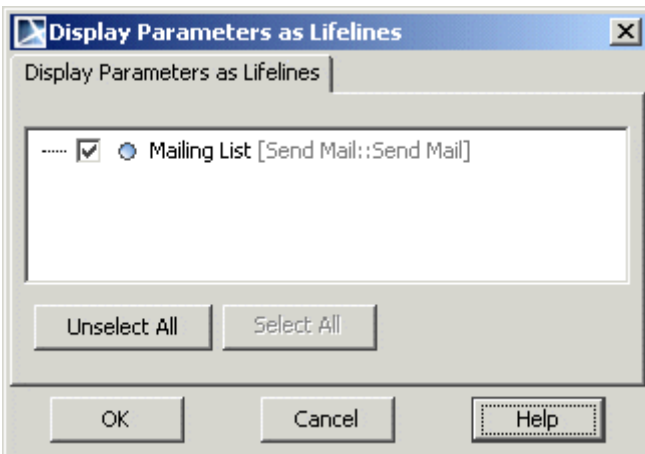 Display Parameters as Lifelines
Display Parameters as Lifelines
Mailing List [Send Mail::Send Mail]
Unselect All Select All
OK Cancel Help